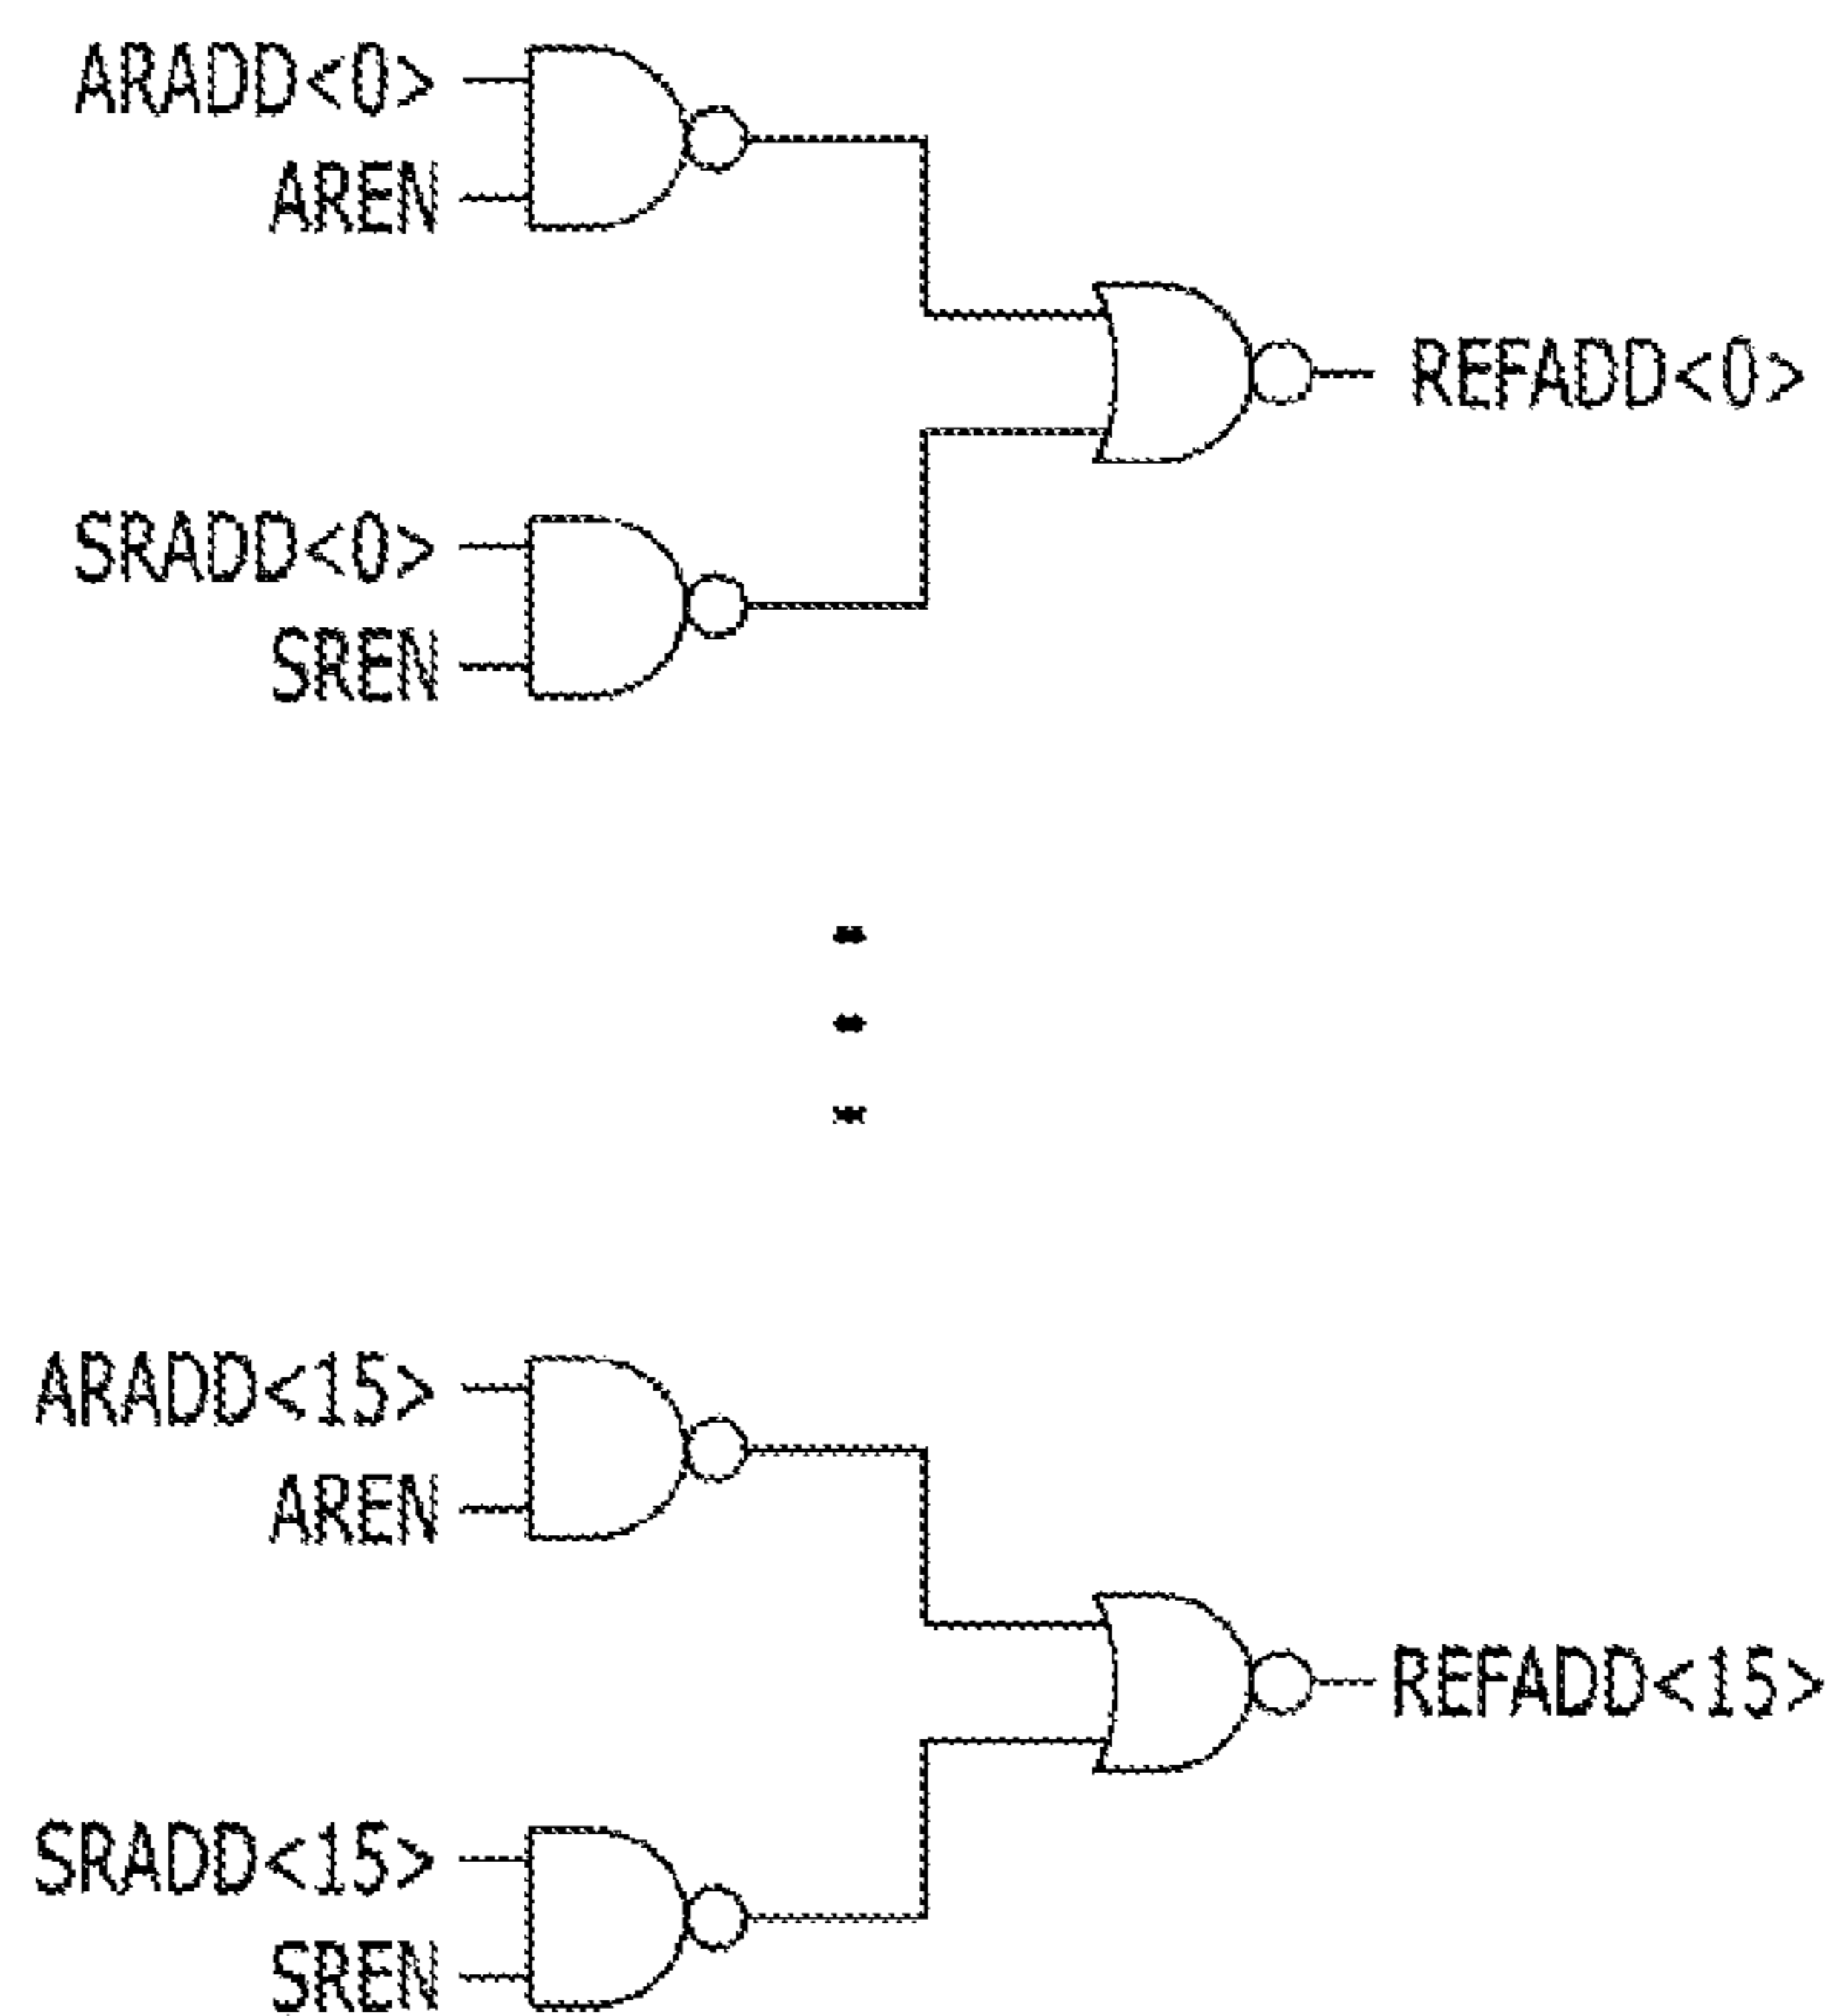 ARADD<0>
AREN
REFADD<0>
SRADD<0>
SREN
ARADD<15>
AREN
REFADD<15>
SRADD<15>
SREN